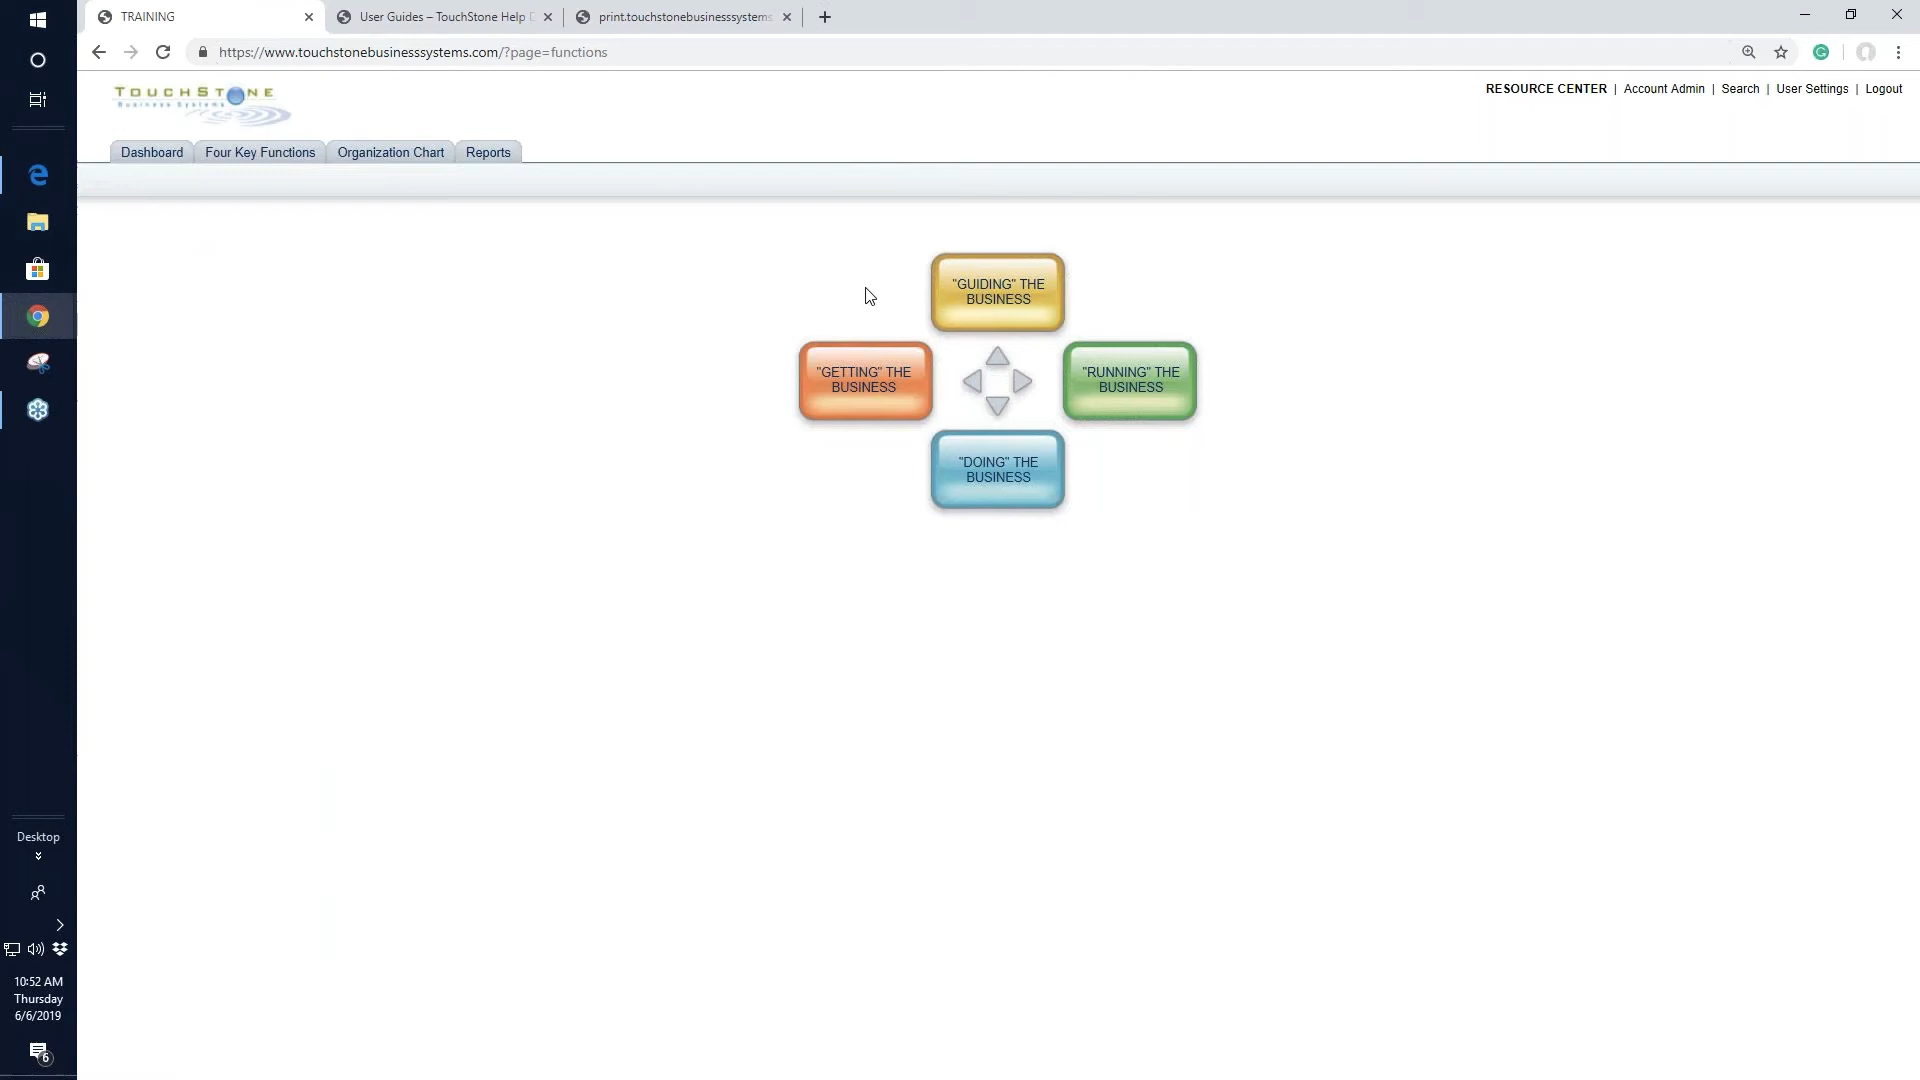 TRAINING
User Guides – TouchStone Help D
print.touchstonebusinesssystems.
https://www.touchstonebusinesssystems.com/?page=functions
TOUCHSTONE
Business Systems
RESOURCE CENTER | Account Admin | Search | User Settings | Logout
Dashboard
Four Key Functions
Organization Chart
Reports
"GUIDING" THE
BUSINESS
"GETTING" THE
BUSINESS
"RUNNING" THE
BUSINESS
"DOING" THE
BUSINESS
Desktop
10:52 AM
Thursday
6/6/2019
6